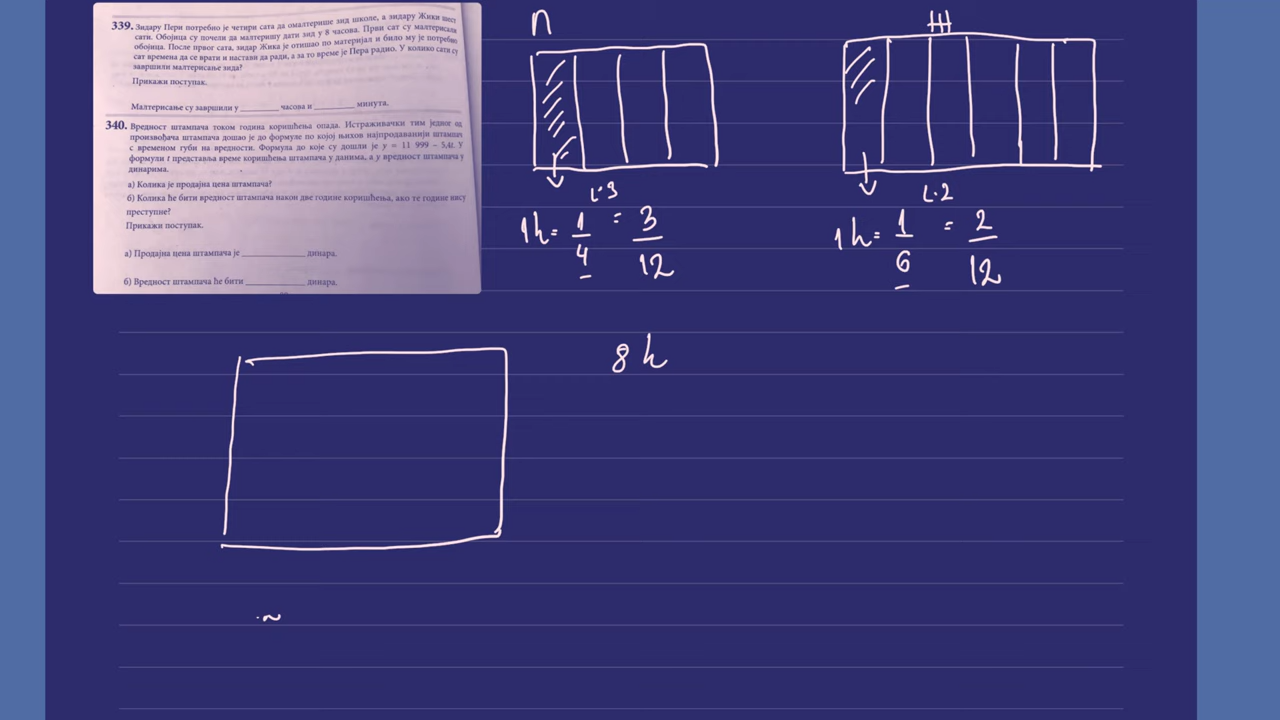 339. Зидару Пери потребно је четири сата да омалтерише зид школе, а зидару Жики шест
сати. Обојица су почели да малтеришу дати зид у 8 часова. Први сат су малтерисали
обојица. После првог сата, зидар Жика је отишао по материјал и било му је потребно
сат времена да се врати и настави да ради, а за то време је Пера радио. У колико сати су
завршили малтерисање зида?
Прикажи поступак.
Малтерисање су завршили у ________ часова и ________ минута.
340. Вредност штампача током година коришћења опада. Истраживачки тим једног од
произвођача штампача дошао је до формуле по којој њихов најпродаванији штампач
с временом губи на вредности. Формула до које су дошли је y = 11 999 – 5,4t. У
формули t представља време коришћења штампача у данима, а y вредност штампача у
динарима.
а) Колика је продајна цена штампача?
б) Колика ће бити вредност штампача након две године коришћења, ако те године нису
преступне?
Прикажи поступак.
а) Продајна цена штампача је ____________ динара.
б) Вредност штампача ће бити ____________ динара.
П
Ж
1h = 1/4 = 3/12
1h = 1/6 = 2/12
8 h